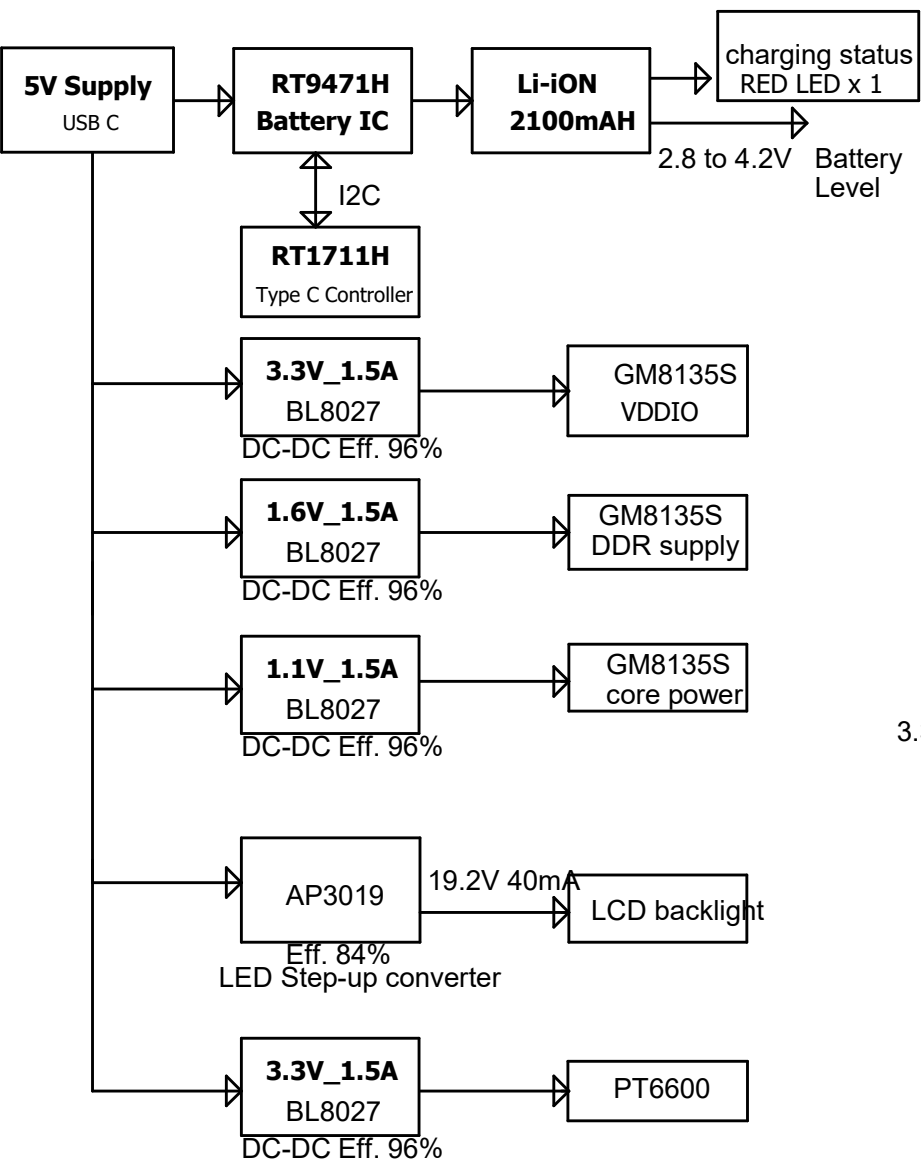 5V Supply
USB C
RT9471H
Battery IC
Li-iON
2100mAH
charging status
RED LED x 1
2.8 to 4.2V
Battery
Level
I2C
RT1711H
Type C Controller
3.3V_1.5A
BL8027
DC-DC Eff. 96%
GM8135S
VDDIO
1.6V_1.5A
BL8027
DC-DC Eff. 96%
GM8135S
DDR supply
1.1V_1.5A
BL8027
DC-DC Eff. 96%
GM8135S
core power
3.
AP3019
Eff. 84%
LED Step-up converter
19.2V 40mA
LCD backlight
3.3V_1.5A
BL8027
DC-DC Eff. 96%
PT6600